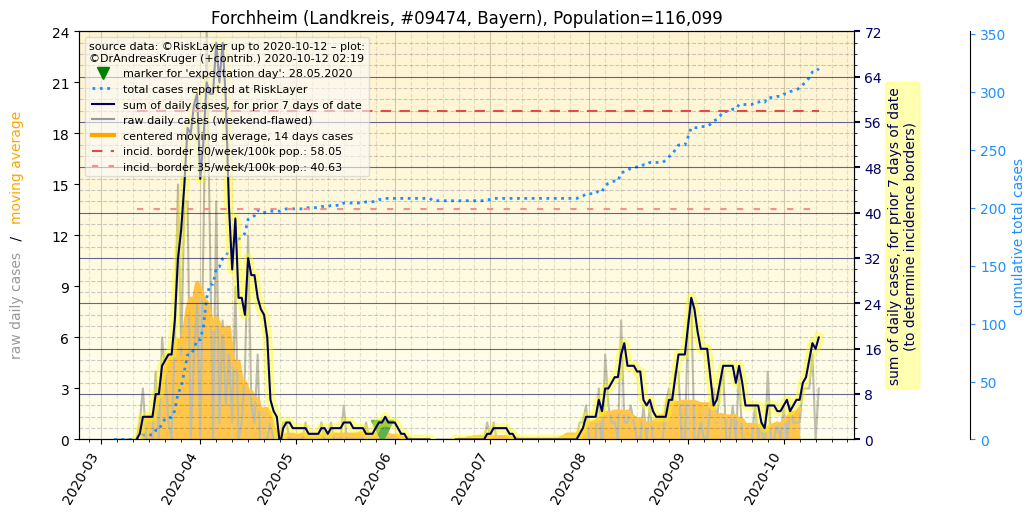 Forchheim (Landkreis, #09474, Bayern), Population=116,099
source data: ©RiskLayer up to 2020-10-12 – plot:
©DrAndreasKruger (+contrib.) 2020-10-12 02:19
marker for 'expectation day': 28.05.2020
total cases reported at RiskLayer
sum of daily cases, for prior 7 days of date
raw daily cases (weekend-flawed)
centered moving average, 14 days cases
incid. border 50/week/100k pop.: 58.05
incid. border 35/week/100k pop.: 40.63
raw daily cases / moving average
24
21
18
15
12
9
6
3
0
2020-03
2020-04
2020-05
2020-06
2020-07
2020-08
2020-09
2020-10
72
64
56
48
40
32
24
16
8
0
sum of daily cases, for prior 7 days of date
(to determine incidence borders)
350
300
250
200
150
100
50
0
cumulative total cases